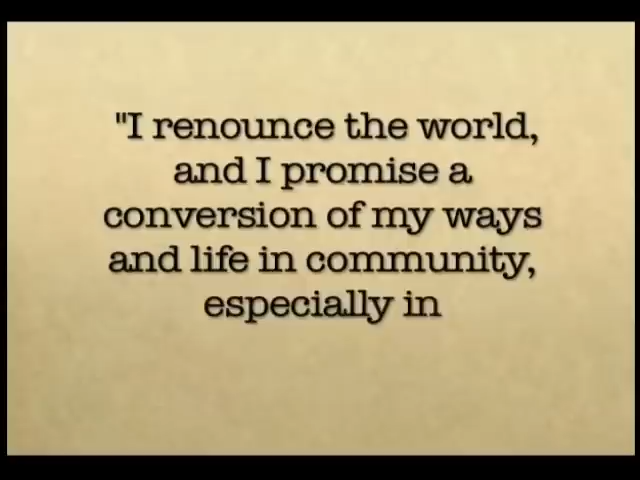 "I renounce the world,
and I promise a
conversion of my ways
and life in community,
especially in